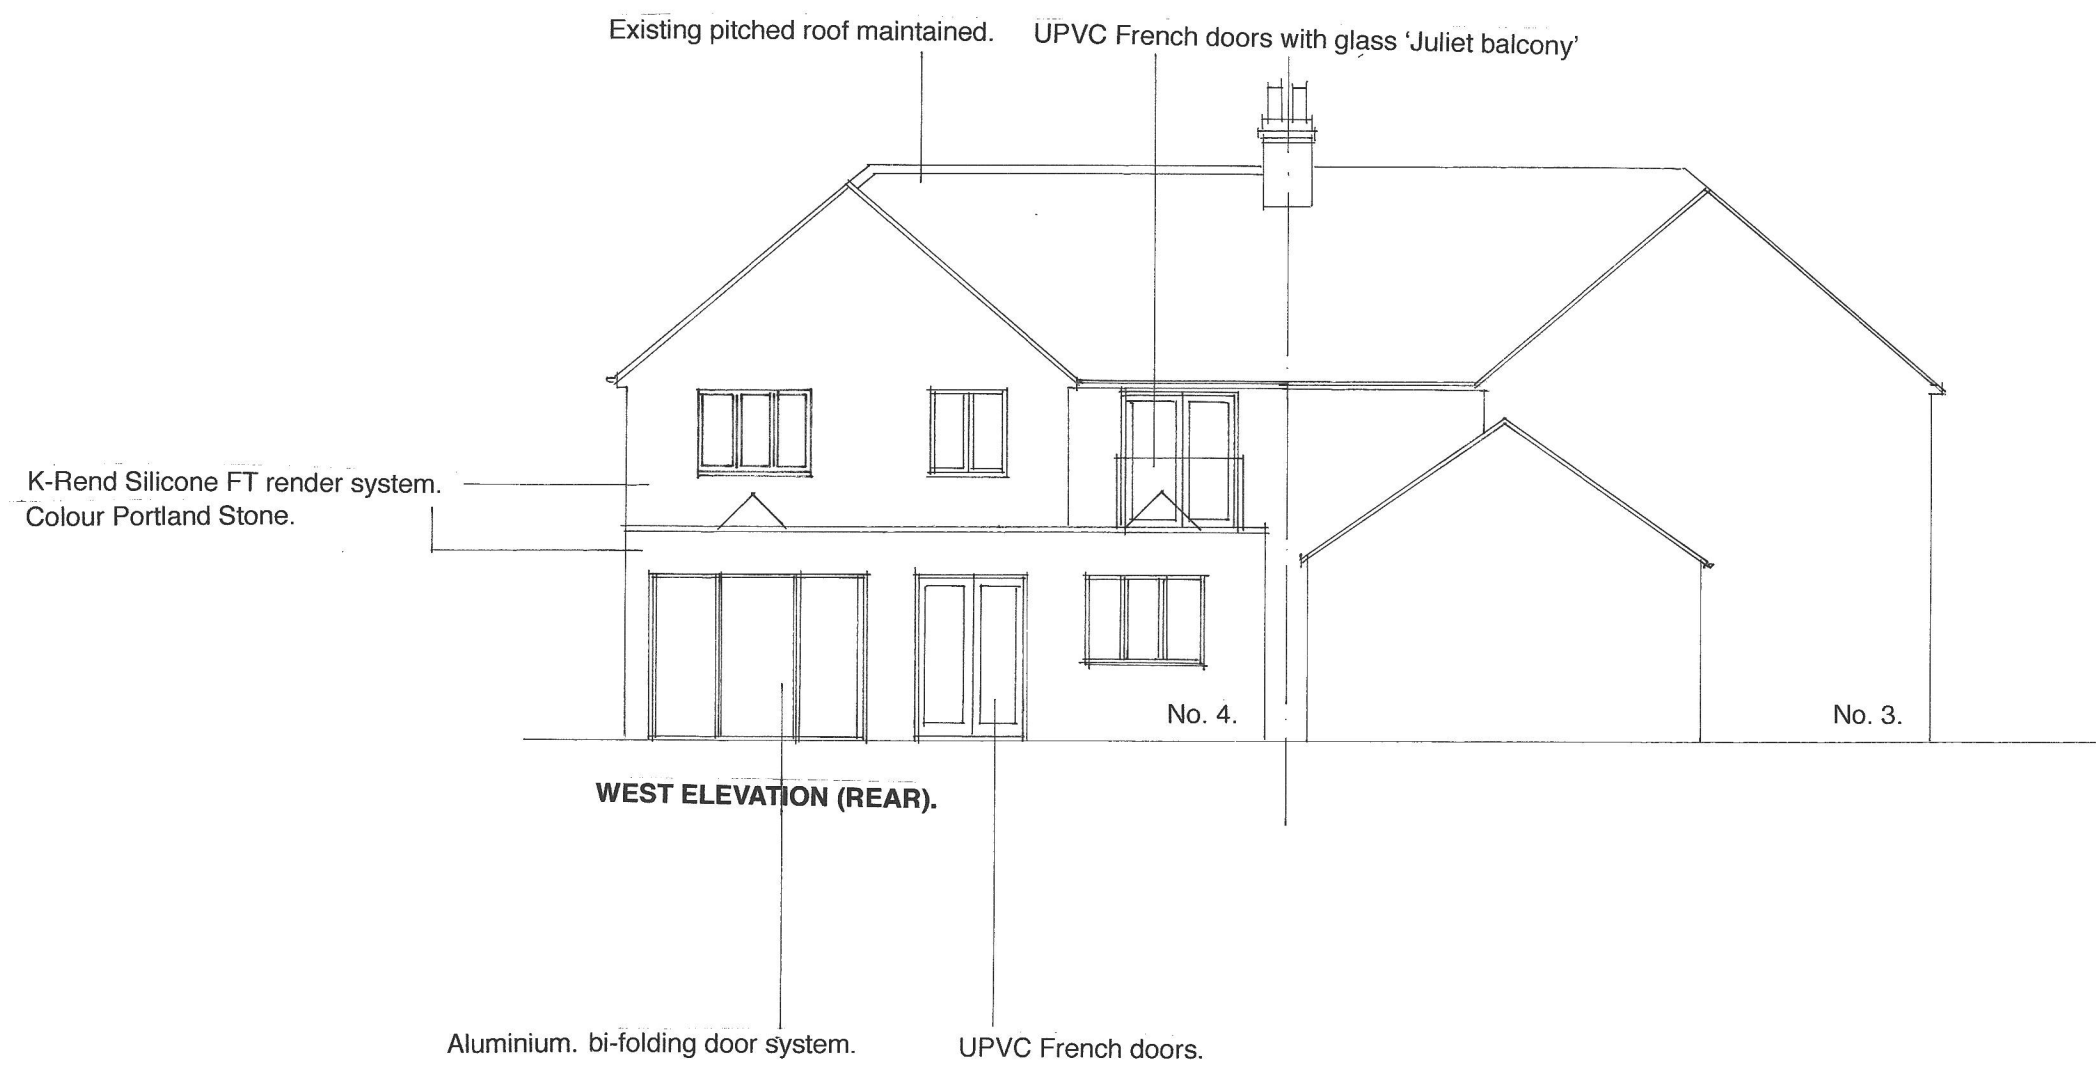 Existing pitched roof maintained.
UPVC French doors with glass ‘Juliet balcony’
K-Rend Silicone FT render system.
Colour Portland Stone.
No. 4.
No. 3.
WEST ELEVATION (REAR).
Aluminium. bi-folding door system.
UPVC French doors.